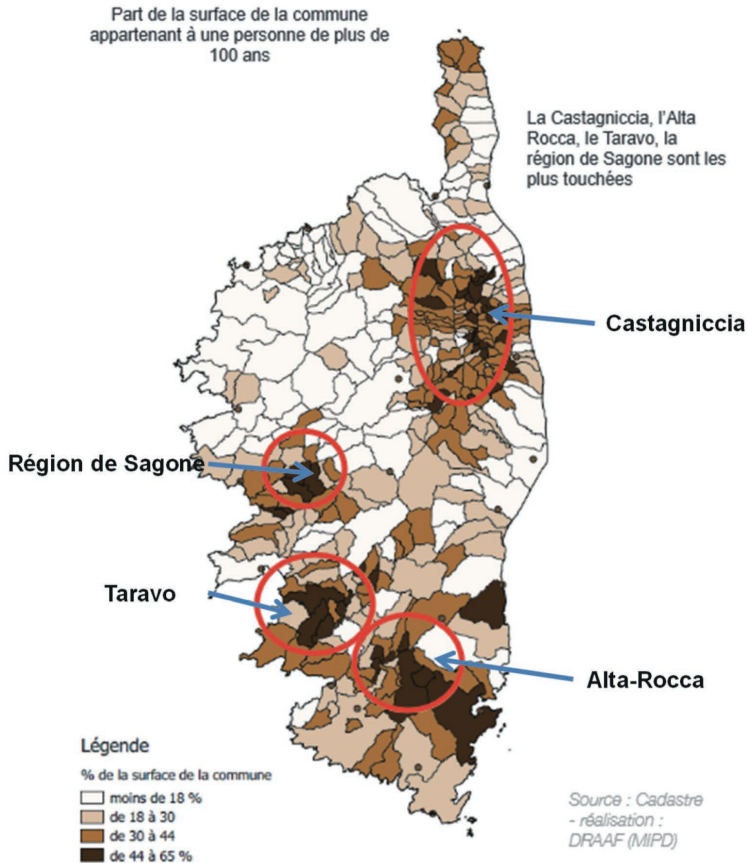 Part de la surface de la commune
appartenant à une personne de plus de
100 ans
La Castagniccia, l'Alta
Rocca, le Taravo, la
région de Sagone sont les
plus touchées
Castagniccia
Région de Sagone
Taravo
Alta-Rocca
Légende
% de la surface de la commune
moins de 18 %
de 18 à 30
de 30 à 44
de 44 à 65 %
Source : Cadastre
- réalisation :
DRAAF (MIPD)